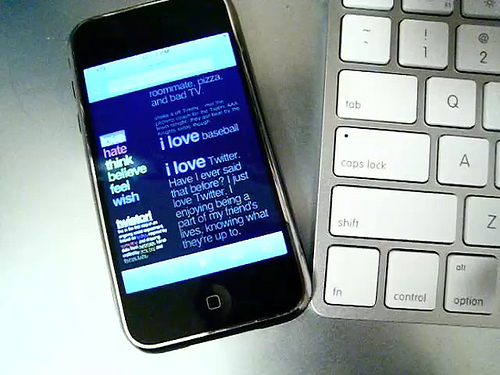 roommate, pizza,
and bad TV.
i love baseball
i love Twitter.
Have I ever said
that before? I just
love Twitter. I
enjoying being a
part of my friend's
lives, knowing what
they're up to.
love
hate
think
believe
feel
wish
twistori
~
`
!
1
@
2
tab
Q
caps lock
A
shift
Z
fn
control
alt
option